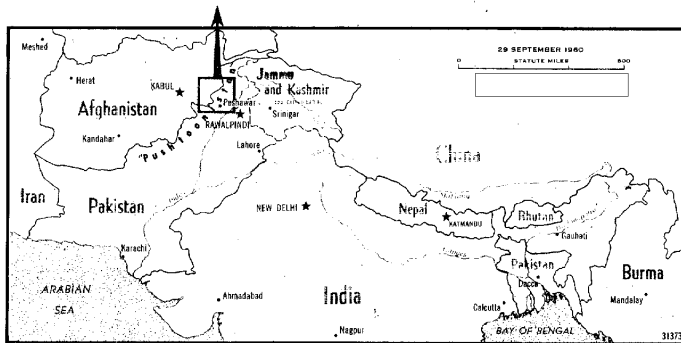 29 SEPTEMBER 1960
STATUTE MILES
0 500
Meshed
Herat
KABUL
Jammu
and Kashmir
Peshawar
Afghanistan
RAWALPINDI
Srinigar
"Pushtoon
Kandahar
Lahore
China
Iran
Pakistan
NEW DELHI
Nepal
KATMANDU
Bhutan
Gauhati
Karachi
Pakistan
Dacca
Burma
ARABIAN
SEA
Ahmadabad
India
Calcutta
Mandalay
Nagpur
BAY OF BENGAL
31373